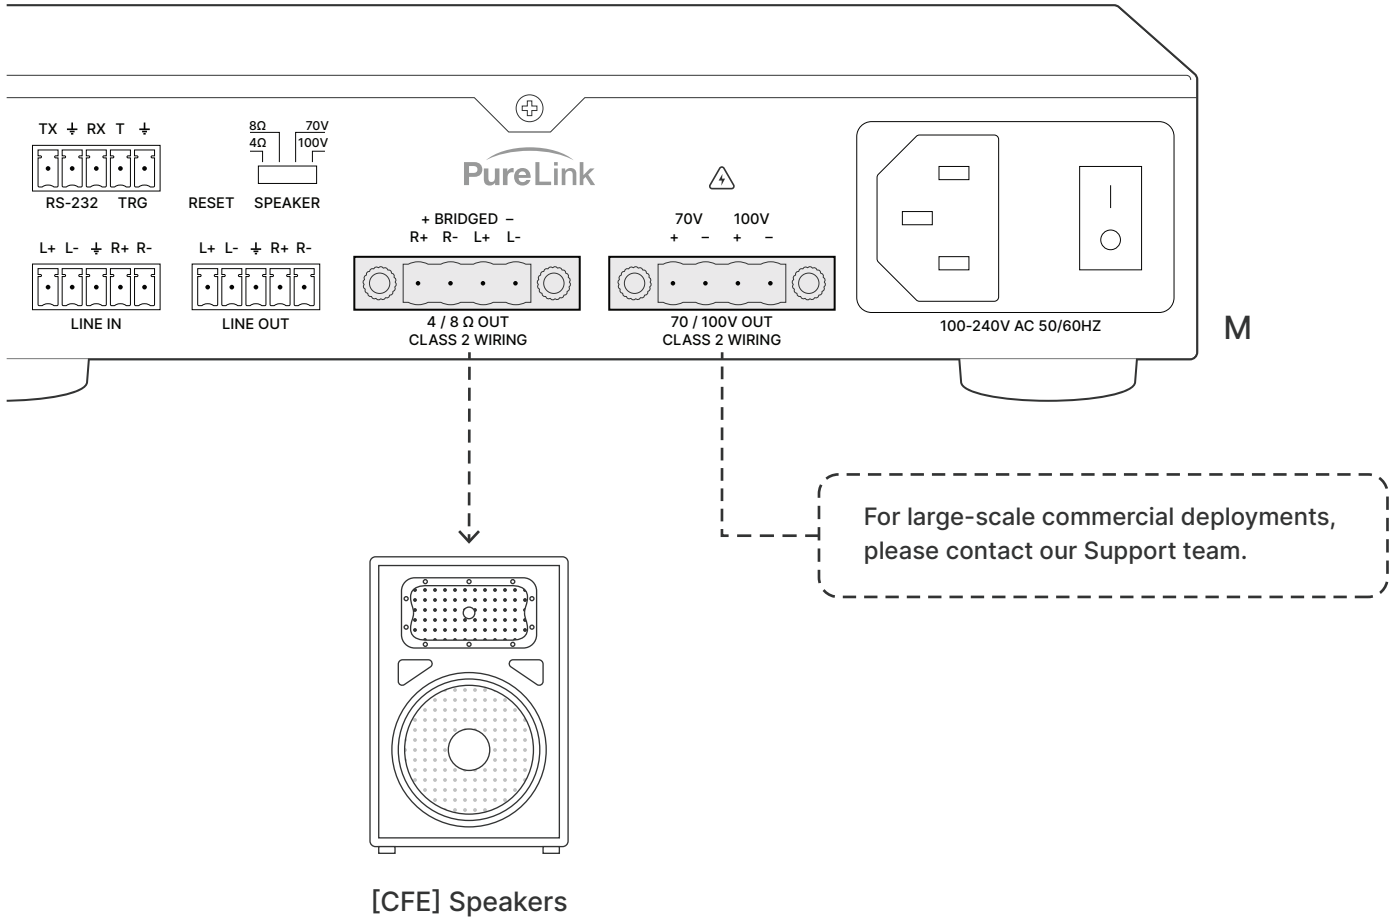 TX ⏚ RX T ⏚
RS-232 TRG
8Ω 70V
4Ω 100V
RESET SPEAKER
PureLink
+ BRIDGED –
R+ R- L+ L-
70V 100V
+ – + –
L+ L- ⏚ R+ R-
LINE IN
L+ L- ⏚ R+ R-
LINE OUT
4 / 8 Ω OUT
CLASS 2 WIRING
70 / 100V OUT
CLASS 2 WIRING
100-240V AC 50/60HZ
M
For large-scale commercial deployments,
please contact our Support team.
[CFE] Speakers